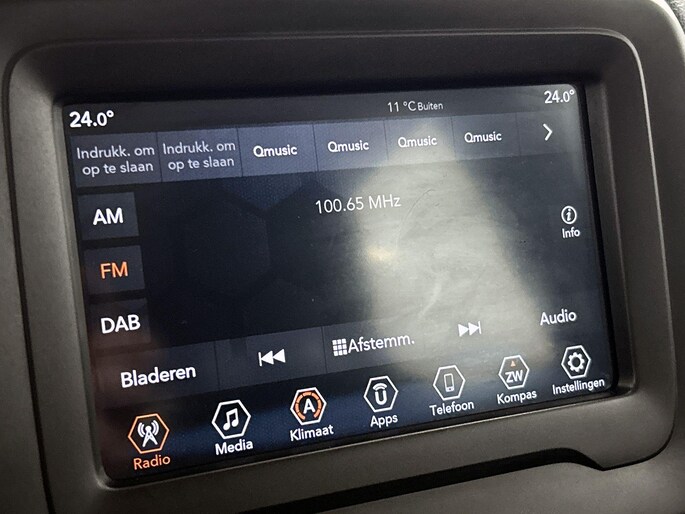 24.0°
11 °C Buiten
24.0°
Indrukk. om
op te slaan
Indrukk. om
op te slaan
Qmusic
Qmusic
Qmusic
Qmusic
AM
100.65 MHz
Info
FM
DAB
Bladeren
Afstemm.
Audio
Radio
Media
A
Klimaat
U
Apps
Telefoon
ZW
Kompas
Instellingen